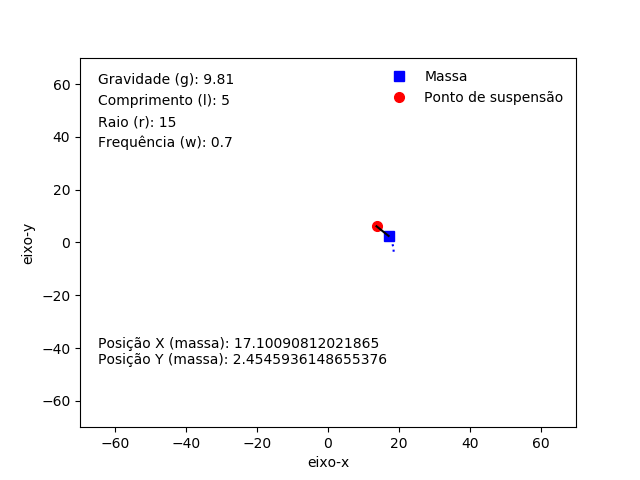 Gravidade (g): 9.81
Comprimento (l): 5
Raio (r): 15
Frequência (w): 0.7
Massa
Ponto de suspensão
60
40
20
0
−20
−40
−60
eixo-y
Posição X (massa): 17.10090812021865
Posição Y (massa): 2.4545936148655376
−60 −40 −20 0 20 40 60
eixo-x